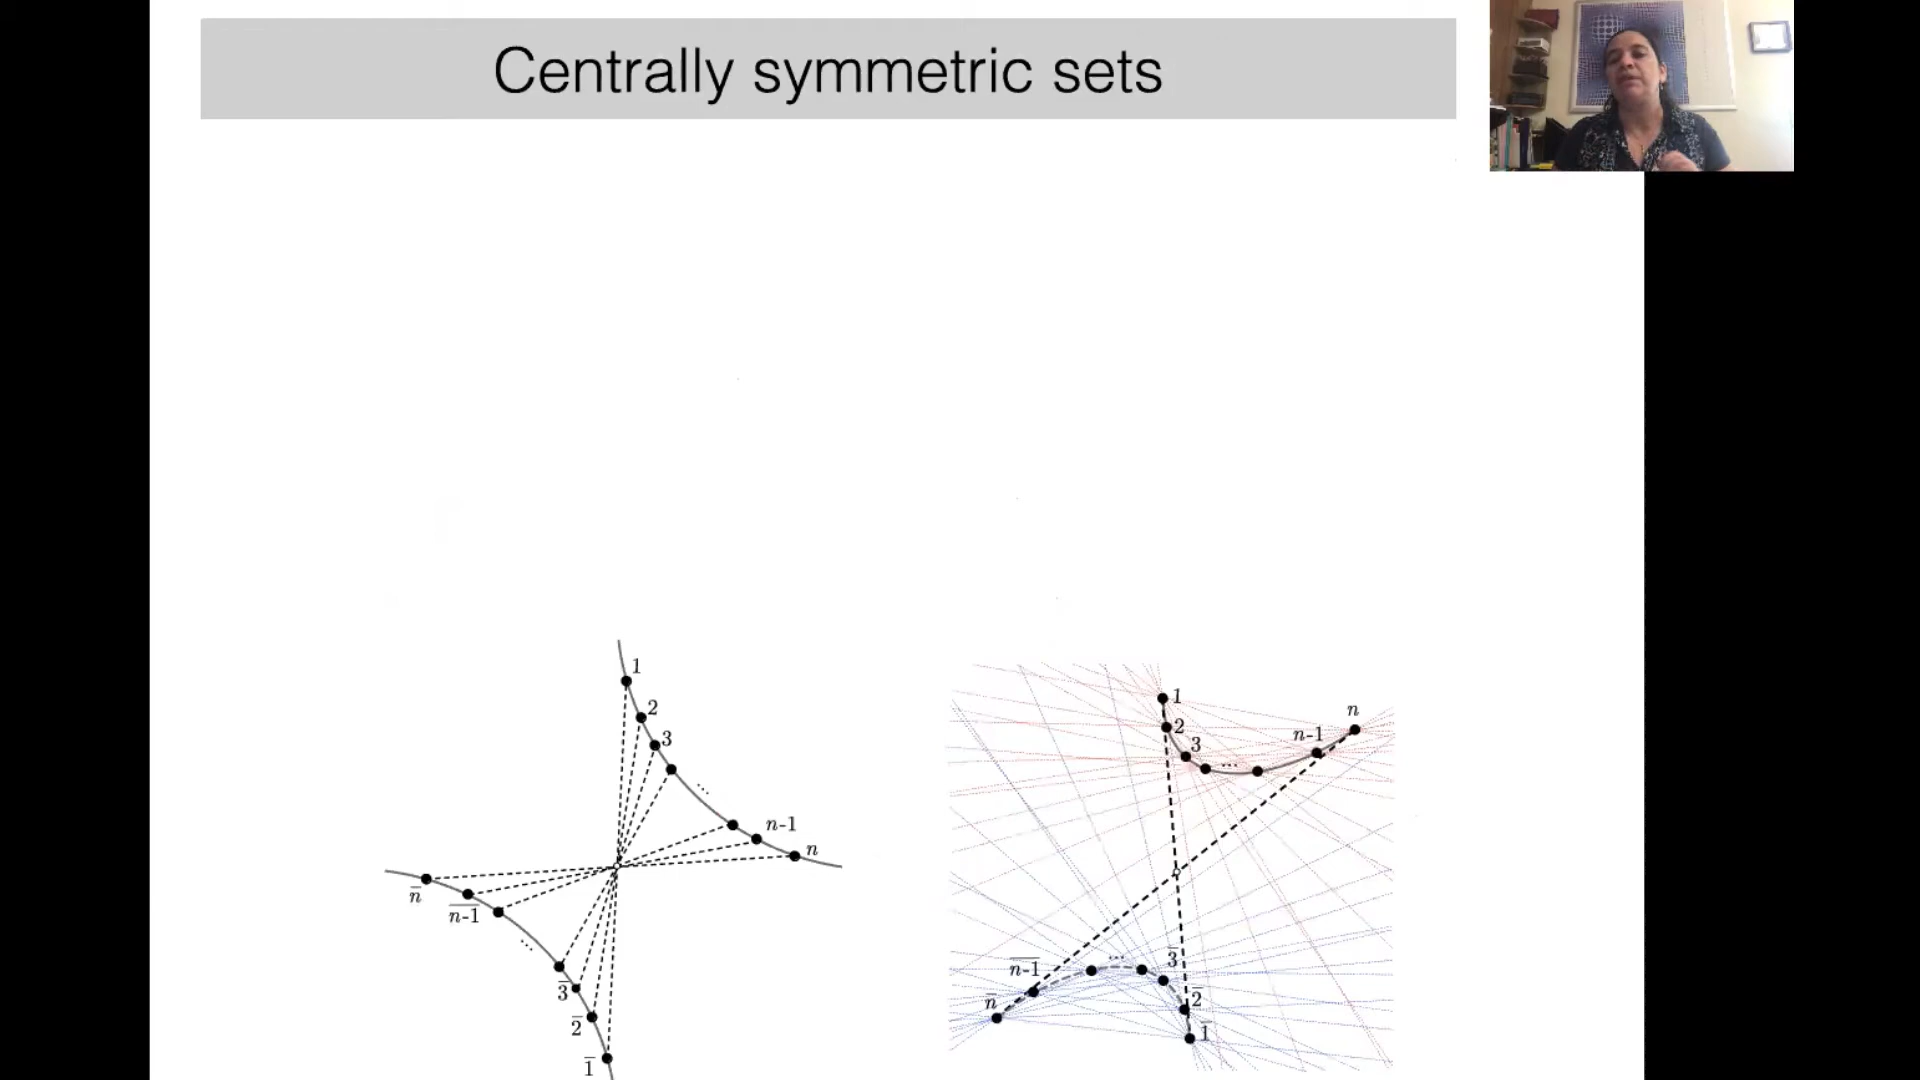 Centrally symmetric sets
1
2
3
...
n-1
n
n̅
n̅-̅1̅
...
3̅
2̅
1̅
1
2
3
...
n-1
n
n̅-̅1̅
...
3̅
n̅
2̅
1̅